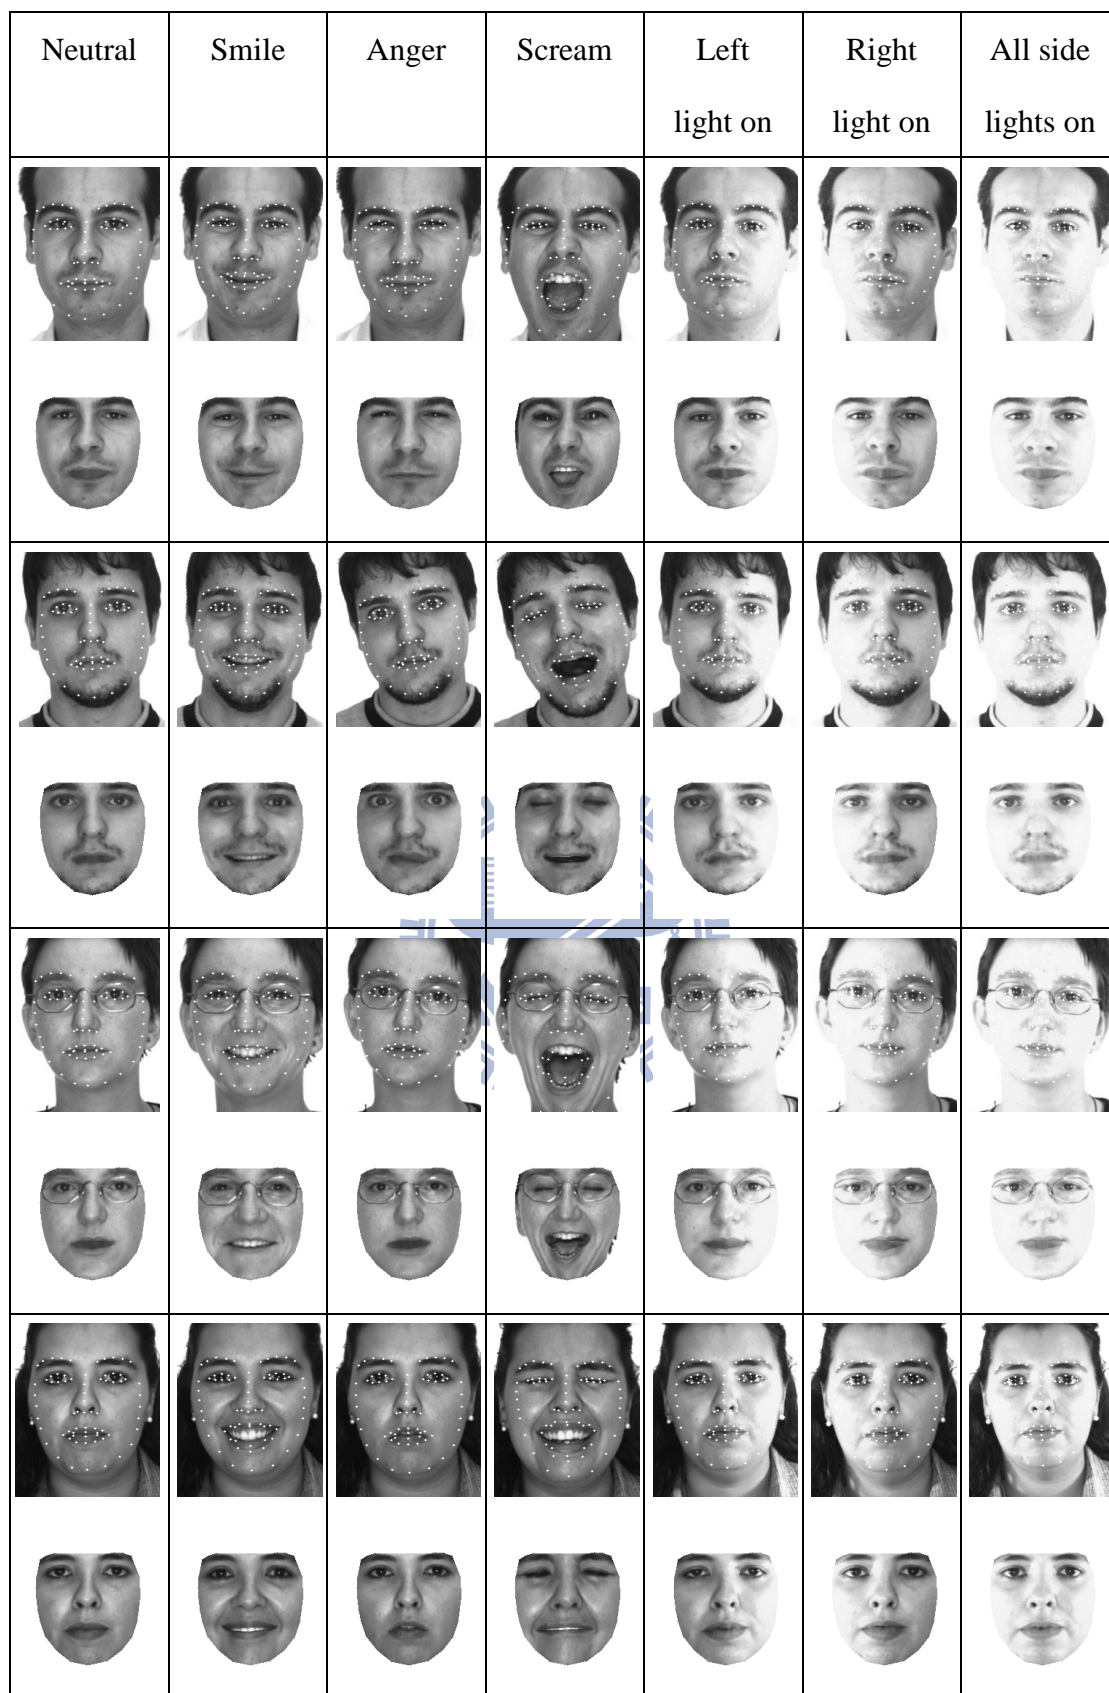 Neutral
Smile
Anger
Scream
Left
light on
Right
light on
All side
lights on